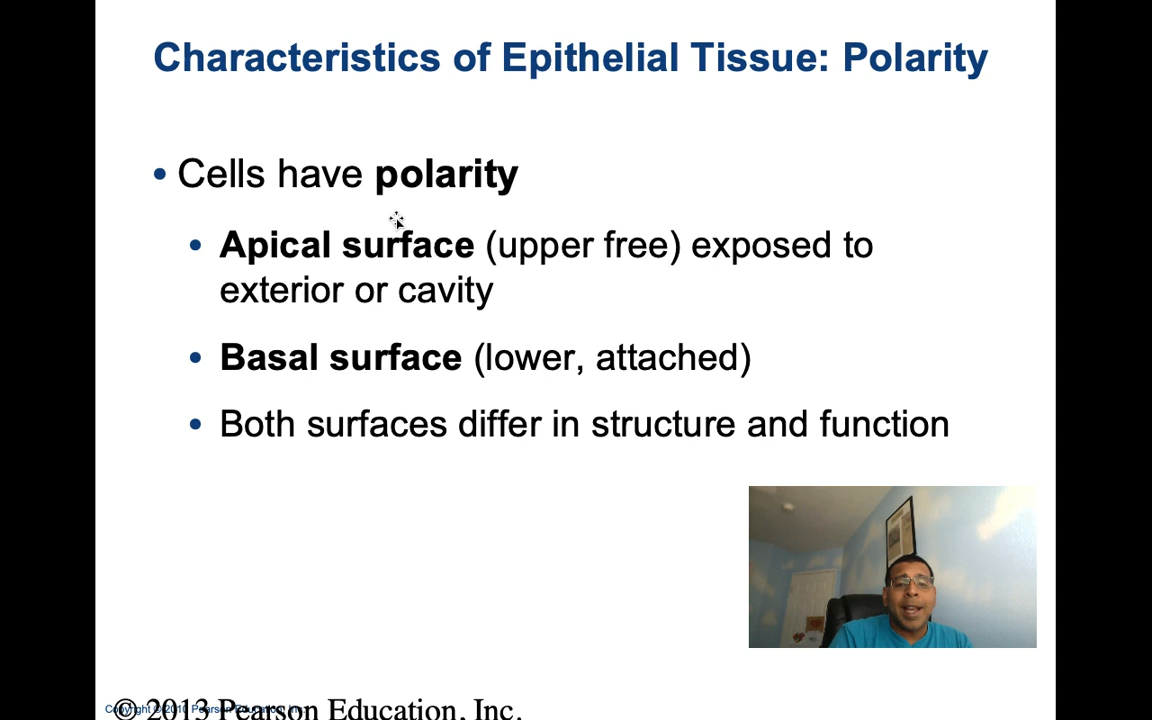 Characteristics of Epithelial Tissue: Polarity
• Cells have polarity
• Apical surface (upper free) exposed to
exterior or cavity
• Basal surface (lower, attached)
• Both surfaces differ in structure and function
© 2013 Pearson Education, Inc.
Copyright © 2010 Pearson Education, Inc.